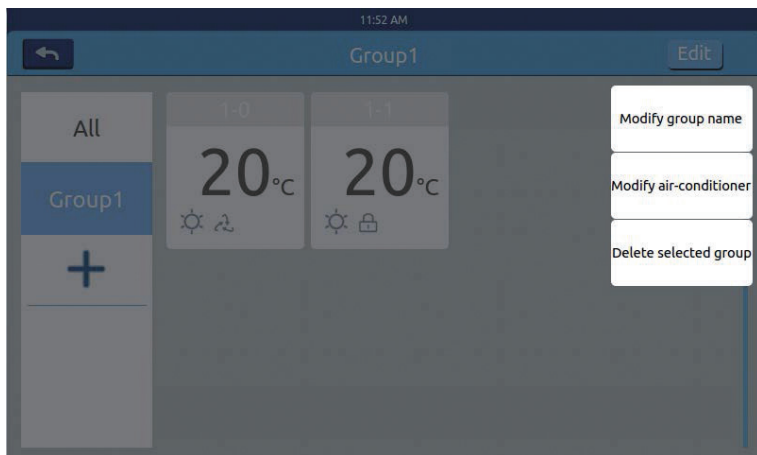 11:52 AM
Group1
Edit
All
Group1
1-0
20°C
1-1
20°C
Modify group name
Modify air-conditioner
Delete selected group